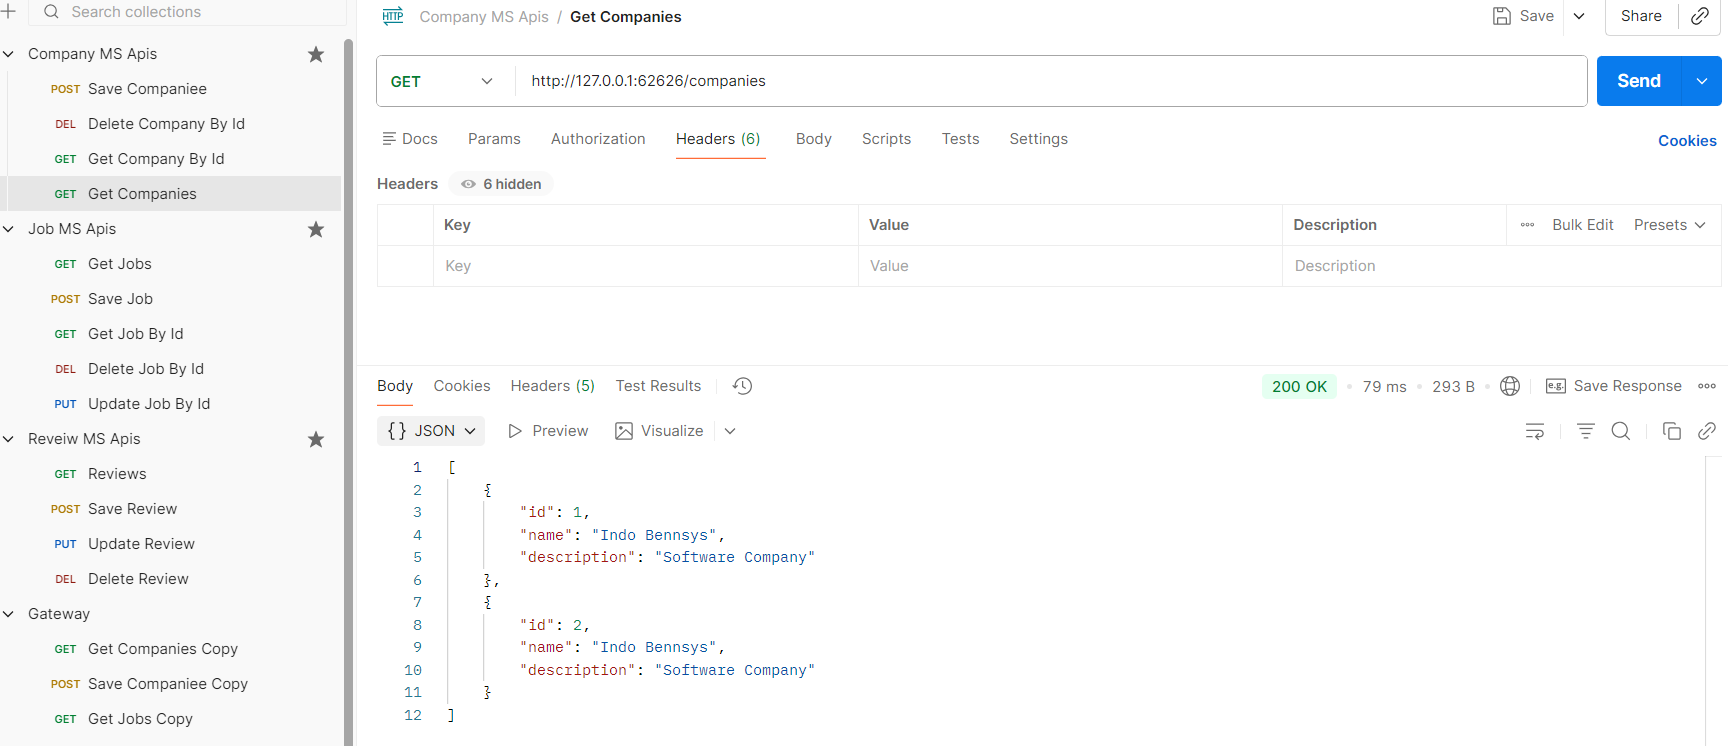 Search collections
Company MS Apis
POST Save Companiee
DEL Delete Company By Id
GET Get Company By Id
GET Get Companies
Job MS Apis
GET Get Jobs
POST Save Job
GET Get Job By Id
DEL Delete Job By Id
PUT Update Job By Id
Reveiw MS Apis
GET Reviews
POST Save Review
PUT Update Review
DEL Delete Review
Gateway
GET Get Companies Copy
POST Save Companiee Copy
GET Get Jobs Copy
HTTP Company MS Apis / Get Companies
Save Share
GET http://127.0.0.1:62626/companies
Send
Docs Params Authorization Headers (6) Body Scripts Tests Settings
Cookies
Headers 6 hidden
Key Value Description Bulk Edit Presets
Key Value Description
Body Cookies Headers (5) Test Results
200 OK • 79 ms • 293 B • e.g. Save Response
{} JSON Preview Visualize
1 [
2 {
3 "id": 1,
4 "name": "Indo Bennsys",
5 "description": "Software Company"
6 },
7 {
8 "id": 2,
9 "name": "Indo Bennsys",
10 "description": "Software Company"
11 }
12 ]